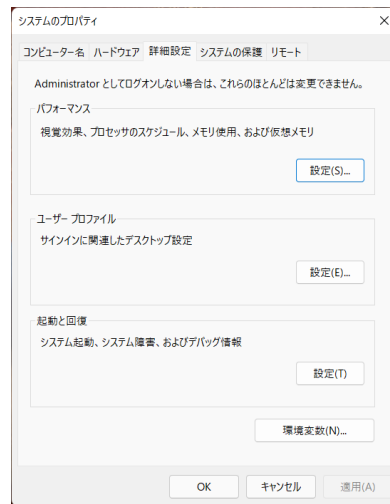 システムのプロパティ
コンピューター名 ハードウェア 詳細設定 システムの保護 リモート
Administrator としてログオンしない場合は、これらのほとんどは変更できません。
パフォーマンス
視覚効果、プロセッサのスケジュール、メモリ使用、および仮想メモリ
設定(S)...
ユーザー プロファイル
サインインに関連したデスクトップ設定
設定(E)...
起動と回復
システム起動、システム障害、およびデバッグ情報
設定(T)
環境変数(N)...
OK キャンセル 適用(A)